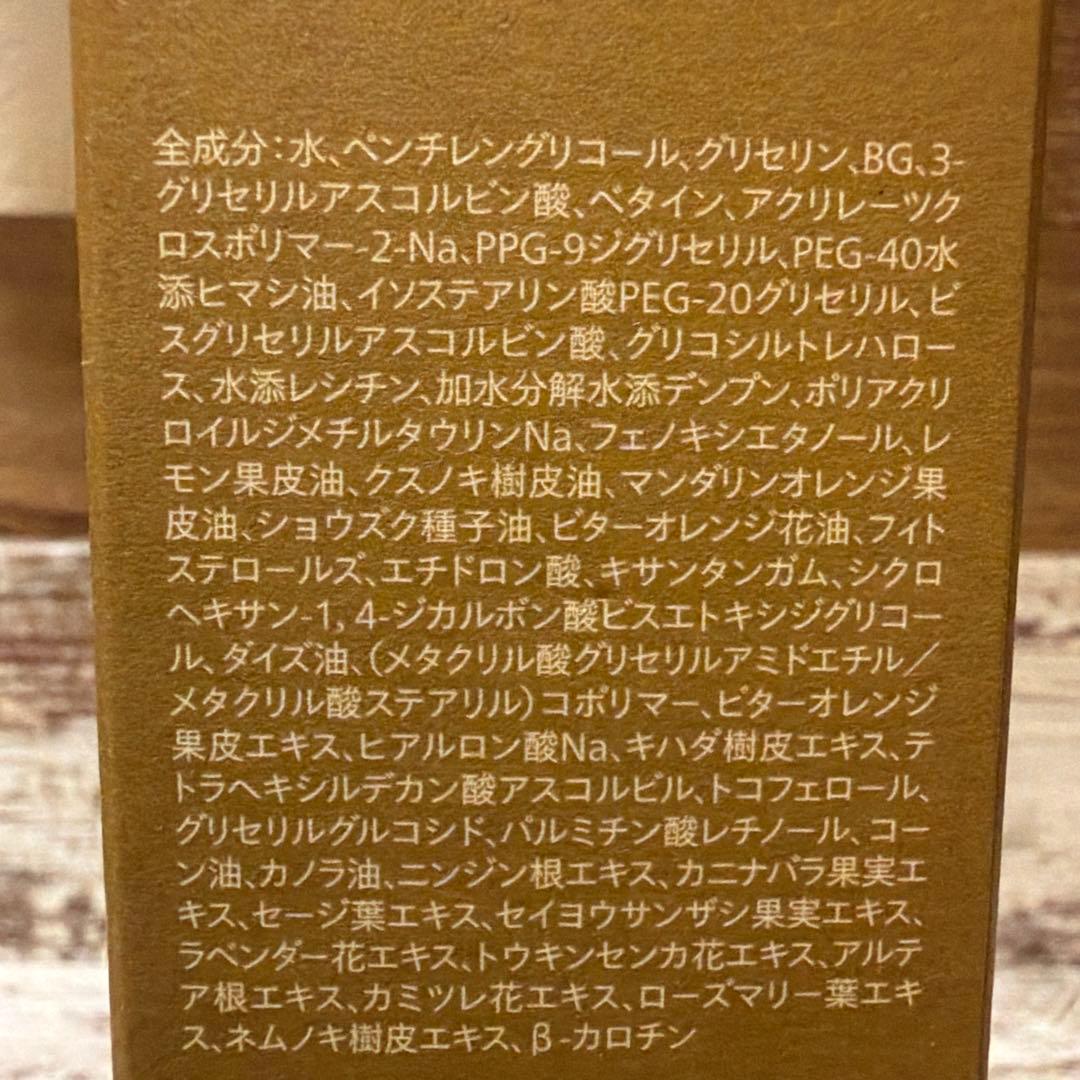 全成分：水、ペンチレングリコール、グリセリン、BG、3-
グリセリルアスコルビン酸、ベタイン、アクリレーツク
ロスポリマー-2-Na、PPG-9ジグリセリル、PEG-40水
添ヒマシ油、イソステアリン酸PEG-20グリセリル、ビ
スグリセリルアスコルビン酸、グリコシルトレハロー
ス、水添レシチン、加水分解水添デンプン、ポリアクリ
ロイルジメチルタウリンNa、フェノキシエタノール、レ
モン果皮油、クスノキ樹皮油、マンダリンオレンジ果
皮油、ショウズク種子油、ビターオレンジ花油、フィト
ステロールズ、エチドロン酸、キサンタンガム、シクロ
ヘキサン-1, 4-ジカルボン酸ビスエトキシジグリコー
ル、ダイズ油、（メタクリル酸グリセリルアミドエチル／
メタクリル酸ステアリル）コポリマー、ビターオレンジ
果皮エキス、ヒアルロン酸Na、キハダ樹皮エキス、テ
トラヘキシルデカン酸アスコルビル、トコフェロール、
グリセリルグルコシド、パルミチン酸レチノール、コー
ン油、カノラ油、ニンジン根エキス、カニナバラ果実エ
キス、セージ葉エキス、セイヨウサンザシ果実エキス、
ラベンダー花エキス、トウキンセンカ花エキス、アルテ
ア根エキス、カミツレ花エキス、ローズマリー葉エキ
ス、ネムノキ樹皮エキス、β-カロチン